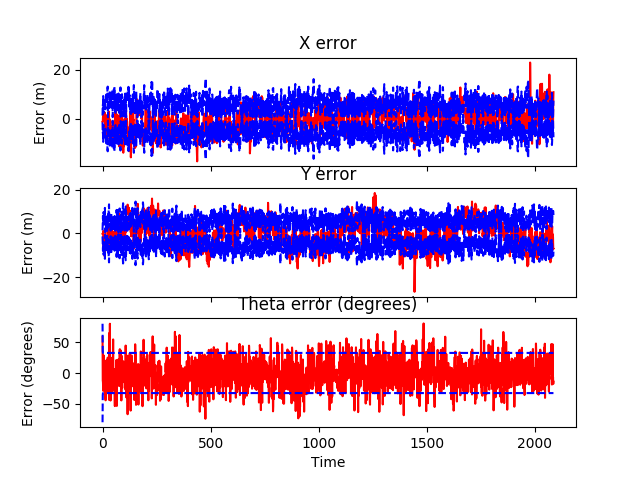 X error
Error (m)
20
0
Y error
Error (m)
20
0
−20
Theta error (degrees)
Error (degrees)
50
0
−50
0 500 1000 1500 2000
Time